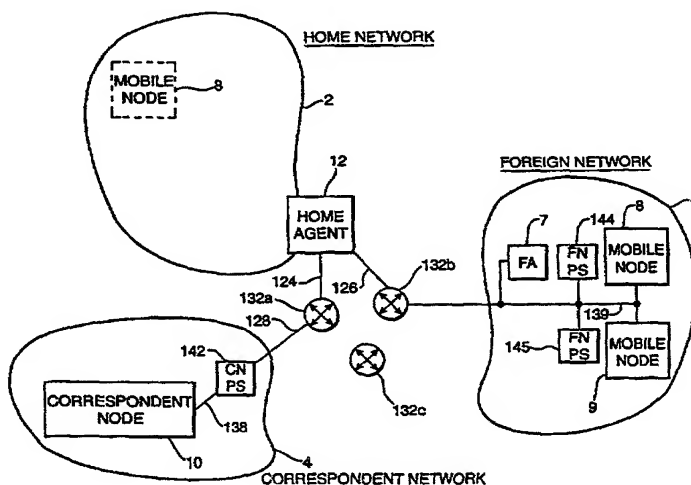 HOME NETWORK
MOBILE
NODE
8
2
12
HOME
AGENT
FOREIGN NETWORK
7
144
8
FA
FN
PS
MOBILE
NODE
124
126
132b
132a
128
139
142
CN
PS
145
FN
PS
MOBILE
NODE
9
132c
CORRESPONDENT
NODE
138
10
4
CORRESPONDENT NETWORK